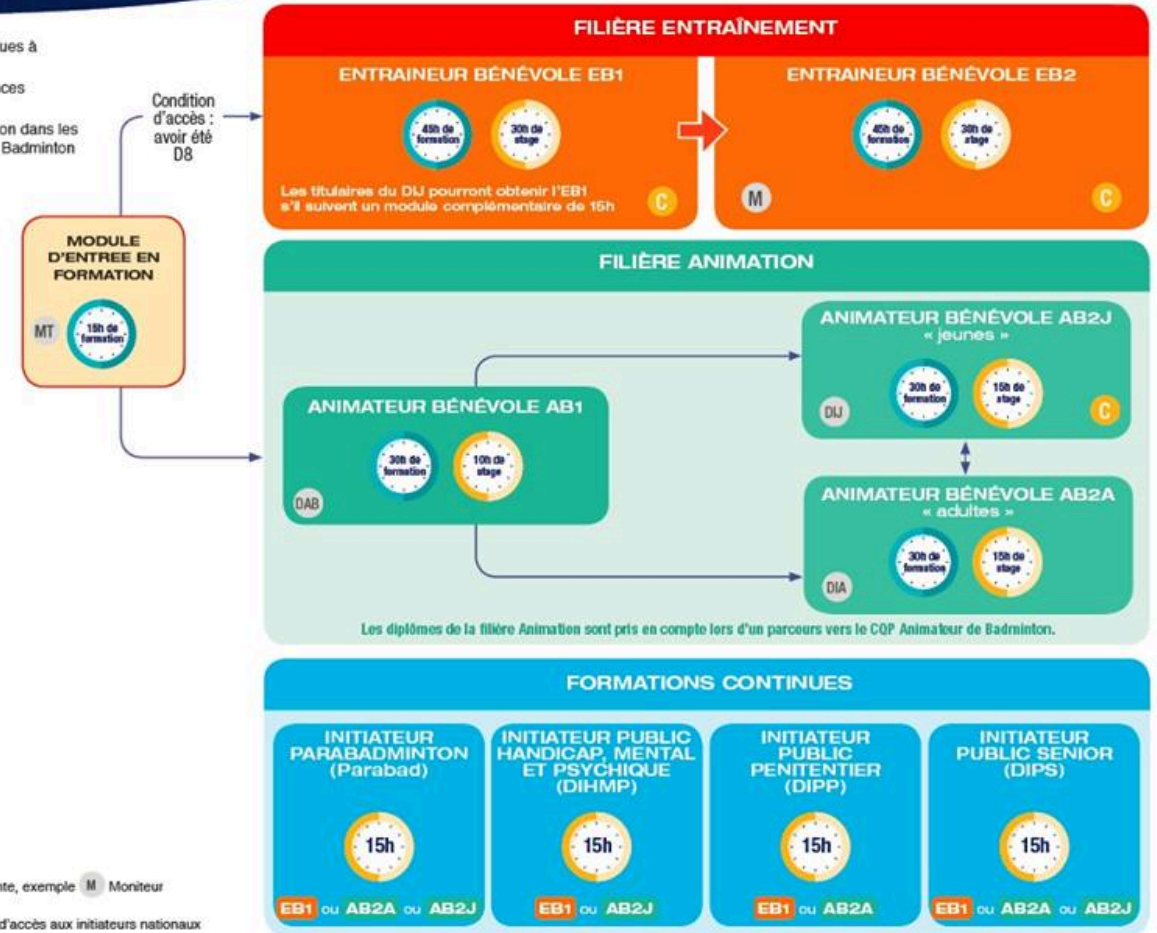 ues à
ces
on dans les
Badminton
Condition
d'accès :
avoir été
D8
MODULE
D'ENTREE EN
FORMATION
MT
15h de
formation
FILIÈRE ENTRAÎNEMENT
ENTRAINEUR BÉNÉVOLE EB1
45h de
formation
30h de
stage
Les titulaires du DIJ pourront obtenir l'EB1
s'il suivent un module complémentaire de 15h
C
ENTRAINEUR BÉNÉVOLE EB2
45h de
formation
30h de
stage
M
C
FILIÈRE ANIMATION
ANIMATEUR BÉNÉVOLE AB1
30h de
formation
10h de
stage
DAB
ANIMATEUR BÉNÉVOLE AB2J
« jeunes »
30h de
formation
15h de
stage
DIJ
C
ANIMATEUR BÉNÉVOLE AB2A
« adultes »
30h de
formation
15h de
stage
DIA
Les diplômes de la filière Animation sont pris en compte lors d'un parcours vers le CQP Animateur de Badminton.
FORMATIONS CONTINUES
INITIATEUR
PARABADMINTON
(Parabad)
15h
EB1 ou AB2A ou AB2J
INITIATEUR PUBLIC
HANDICAP, MENTAL
ET PSYCHIQUE
(DIHMP)
15h
EB1 ou AB2J
INITIATEUR
PUBLIC
PENITENTIER
(DIPP)
15h
EB1 ou AB2A
INITIATEUR
PUBLIC SENIOR
(DIPS)
15h
EB1 ou AB2A ou AB2J
nte, exemple M Moniteur
d'accès aux initiateurs nationaux